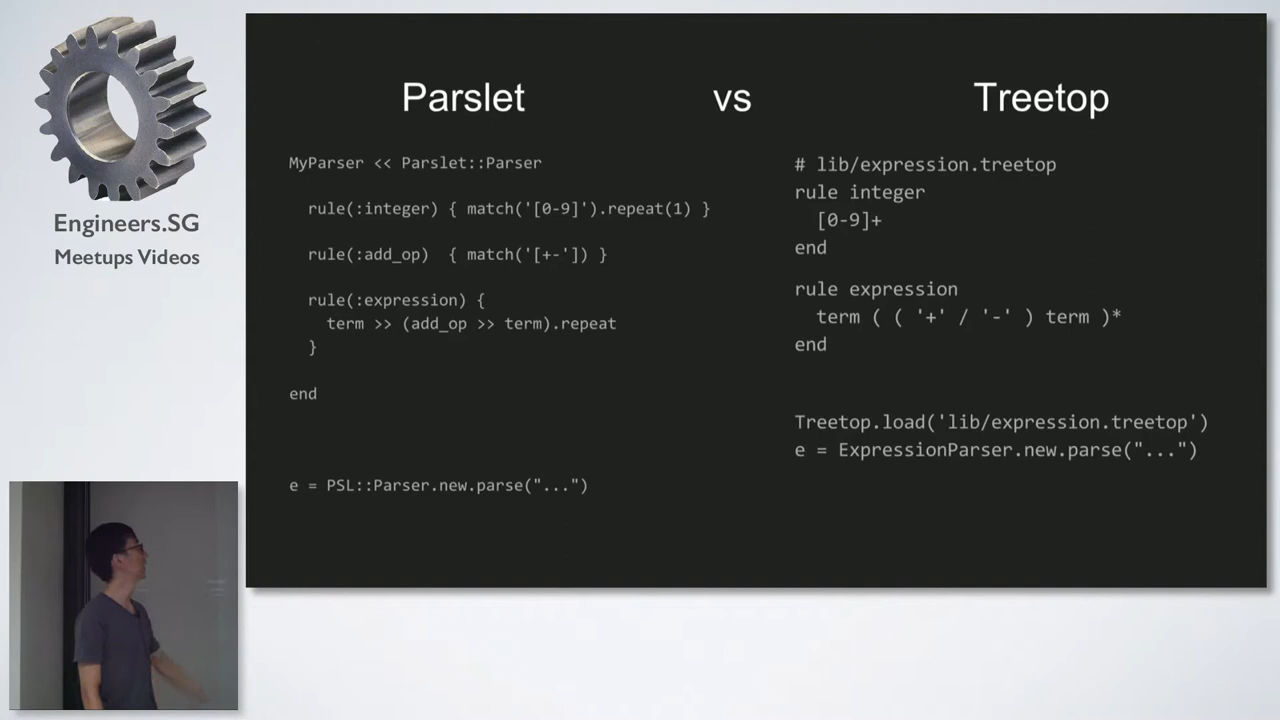 Engineers.SG
Meetups Videos
Parslet vs Treetop
MyParser << Parslet::Parser
rule(:integer) { match('[0-9]').repeat(1) }
rule(:add_op) { match('[+-']) }
rule(:expression) {
term >> (add_op >> term).repeat
}
end
e = PSL::Parser.new.parse("...")
# lib/expression.treetop
rule integer
[0-9]+
end
rule expression
term ( ( '+' / '-' ) term )*
end
Treetop.load('lib/expression.treetop')
e = ExpressionParser.new.parse("...")